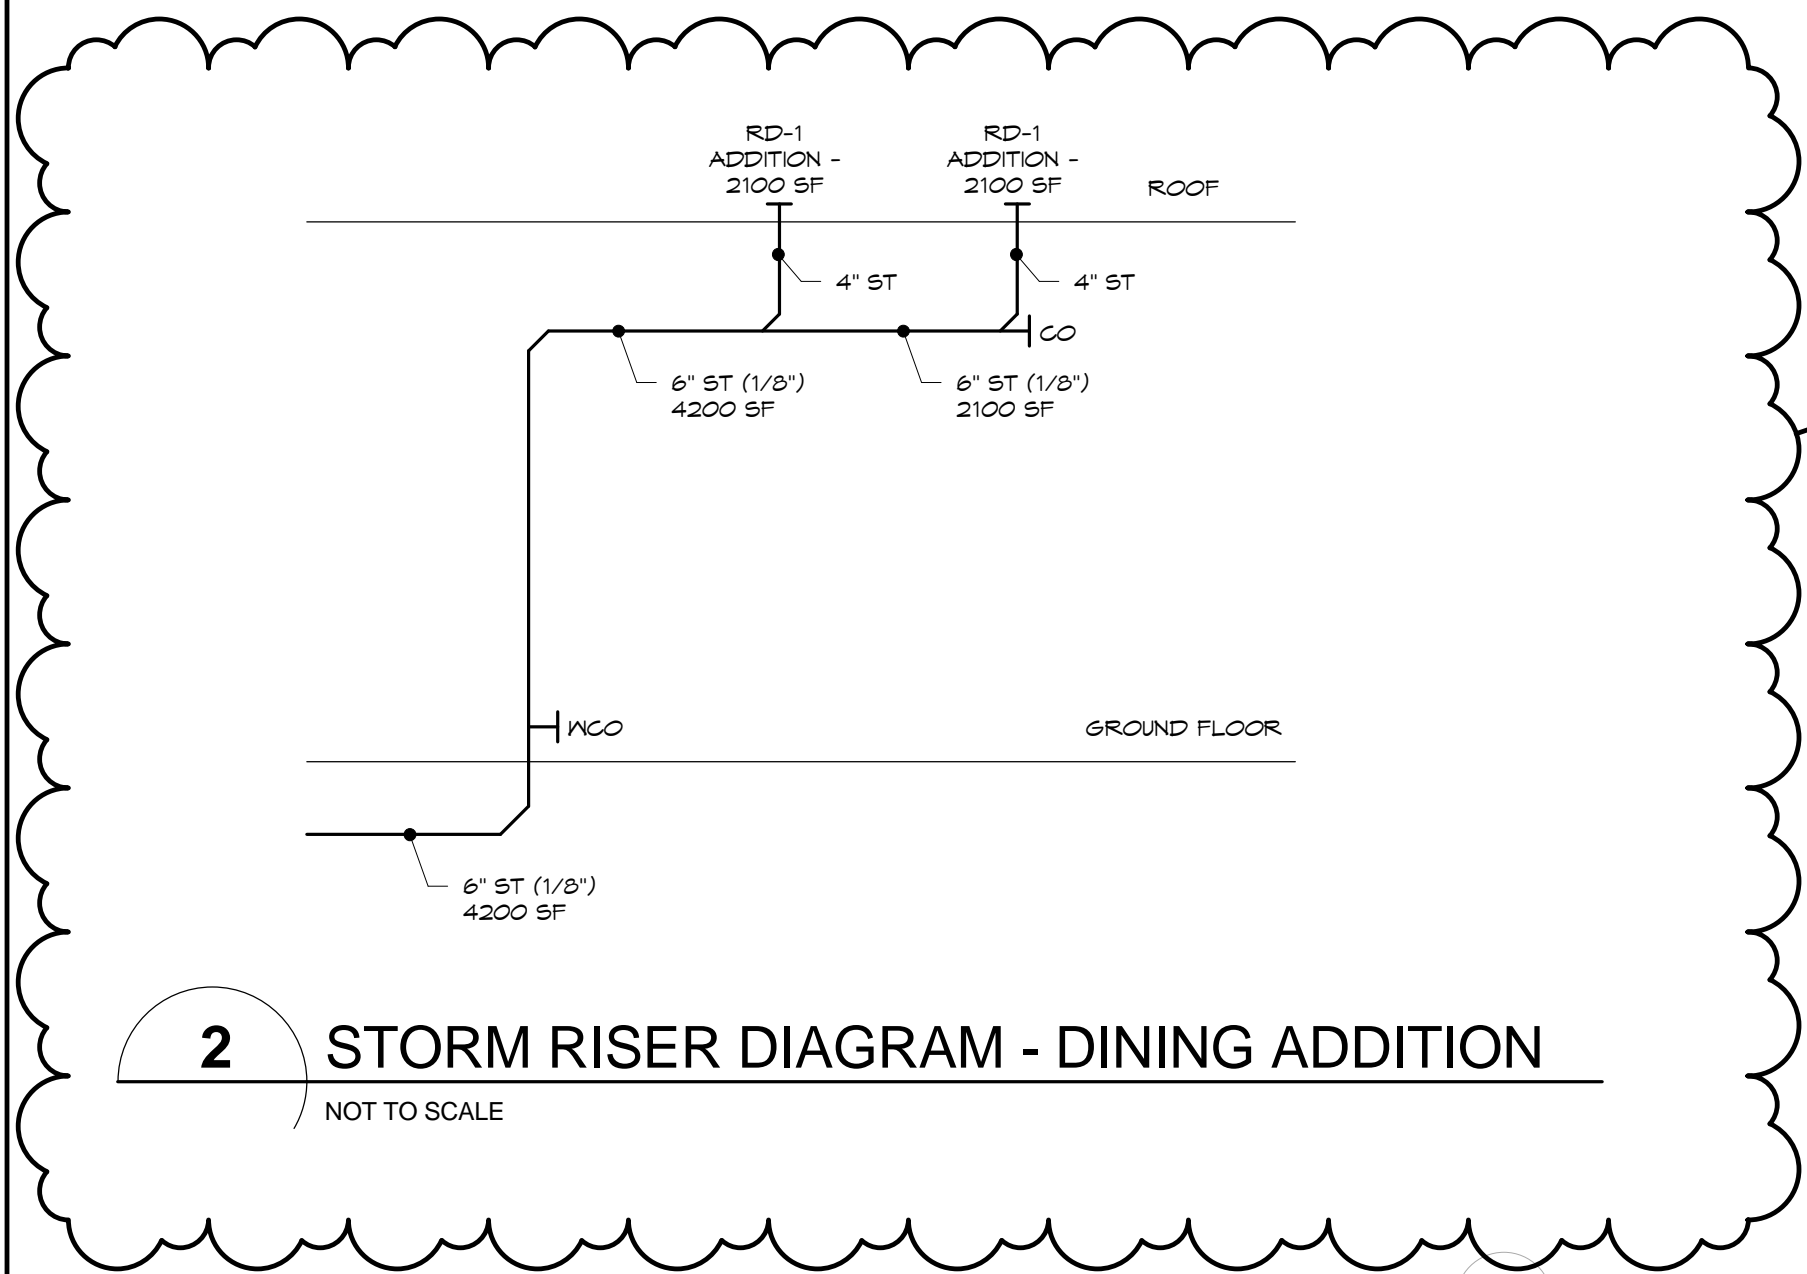 RD-1
ADDITION -
2100 SF
RD-1
ADDITION -
2100 SF
ROOF
4" ST
4" ST
CO
6" ST (1/8")
4200 SF
6" ST (1/8")
2100 SF
WCO
GROUND FLOOR
6" ST (1/8")
4200 SF
2
STORM RISER DIAGRAM - DINING ADDITION
NOT TO SCALE